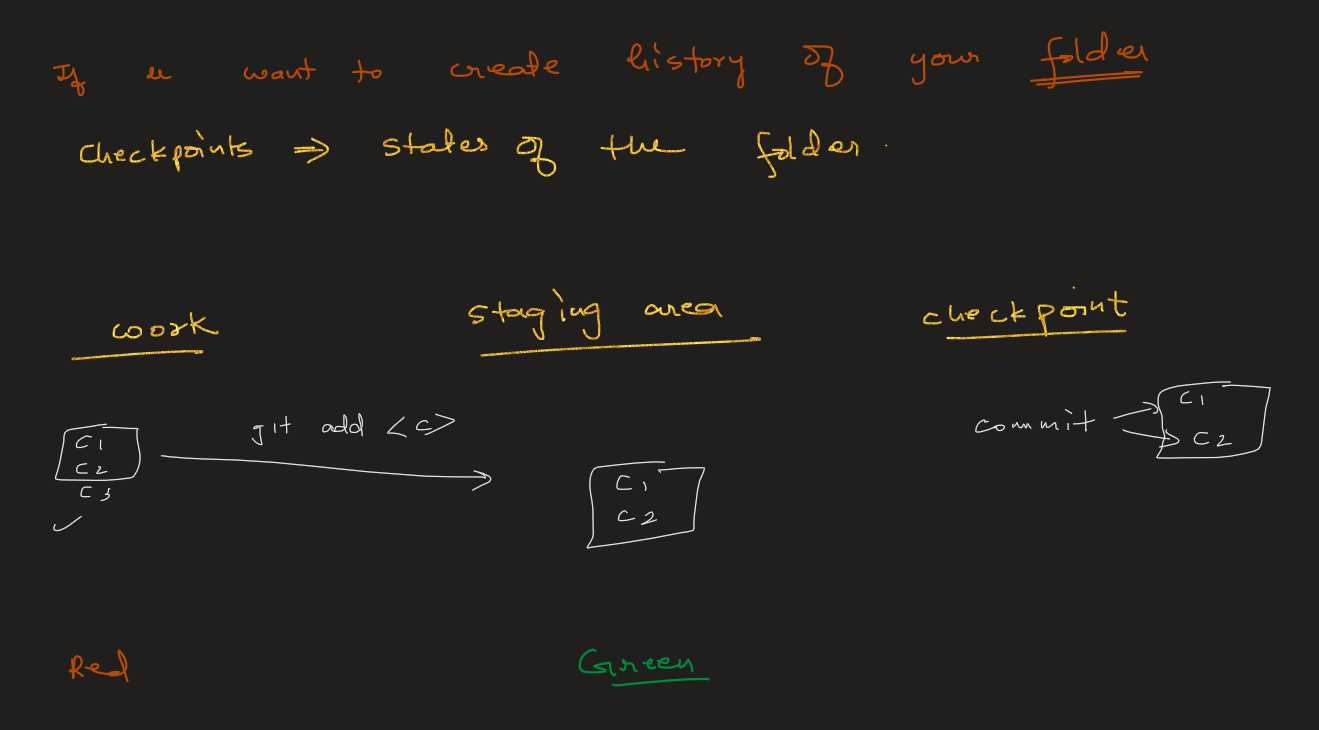 If u want to create history of your folder
Checkpoints ⇒ states of the folder.
work staging area checkpoint
git add <c>
commit
C1
C2
C1
C2
C3
C1
C2
Red Green